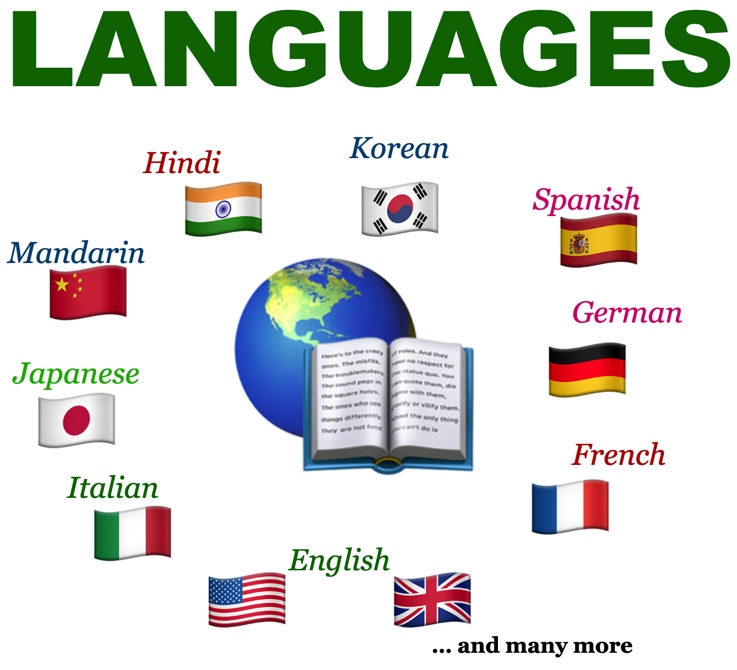 LANGUAGES
Korean
Hindi
Spanish
Mandarin
German
Japanese
French
Italian
English
Here's to the crazy
ones. The misfits.
The troublemakers.
The round pegs in
the square holes.
The ones who see
things differently.
They are not fond
of rules. And they
have no respect for
the status quo. You
can quote them, dis
agree with them,
glorify or vilify them.
About the only thing
you can't do is
... and many more